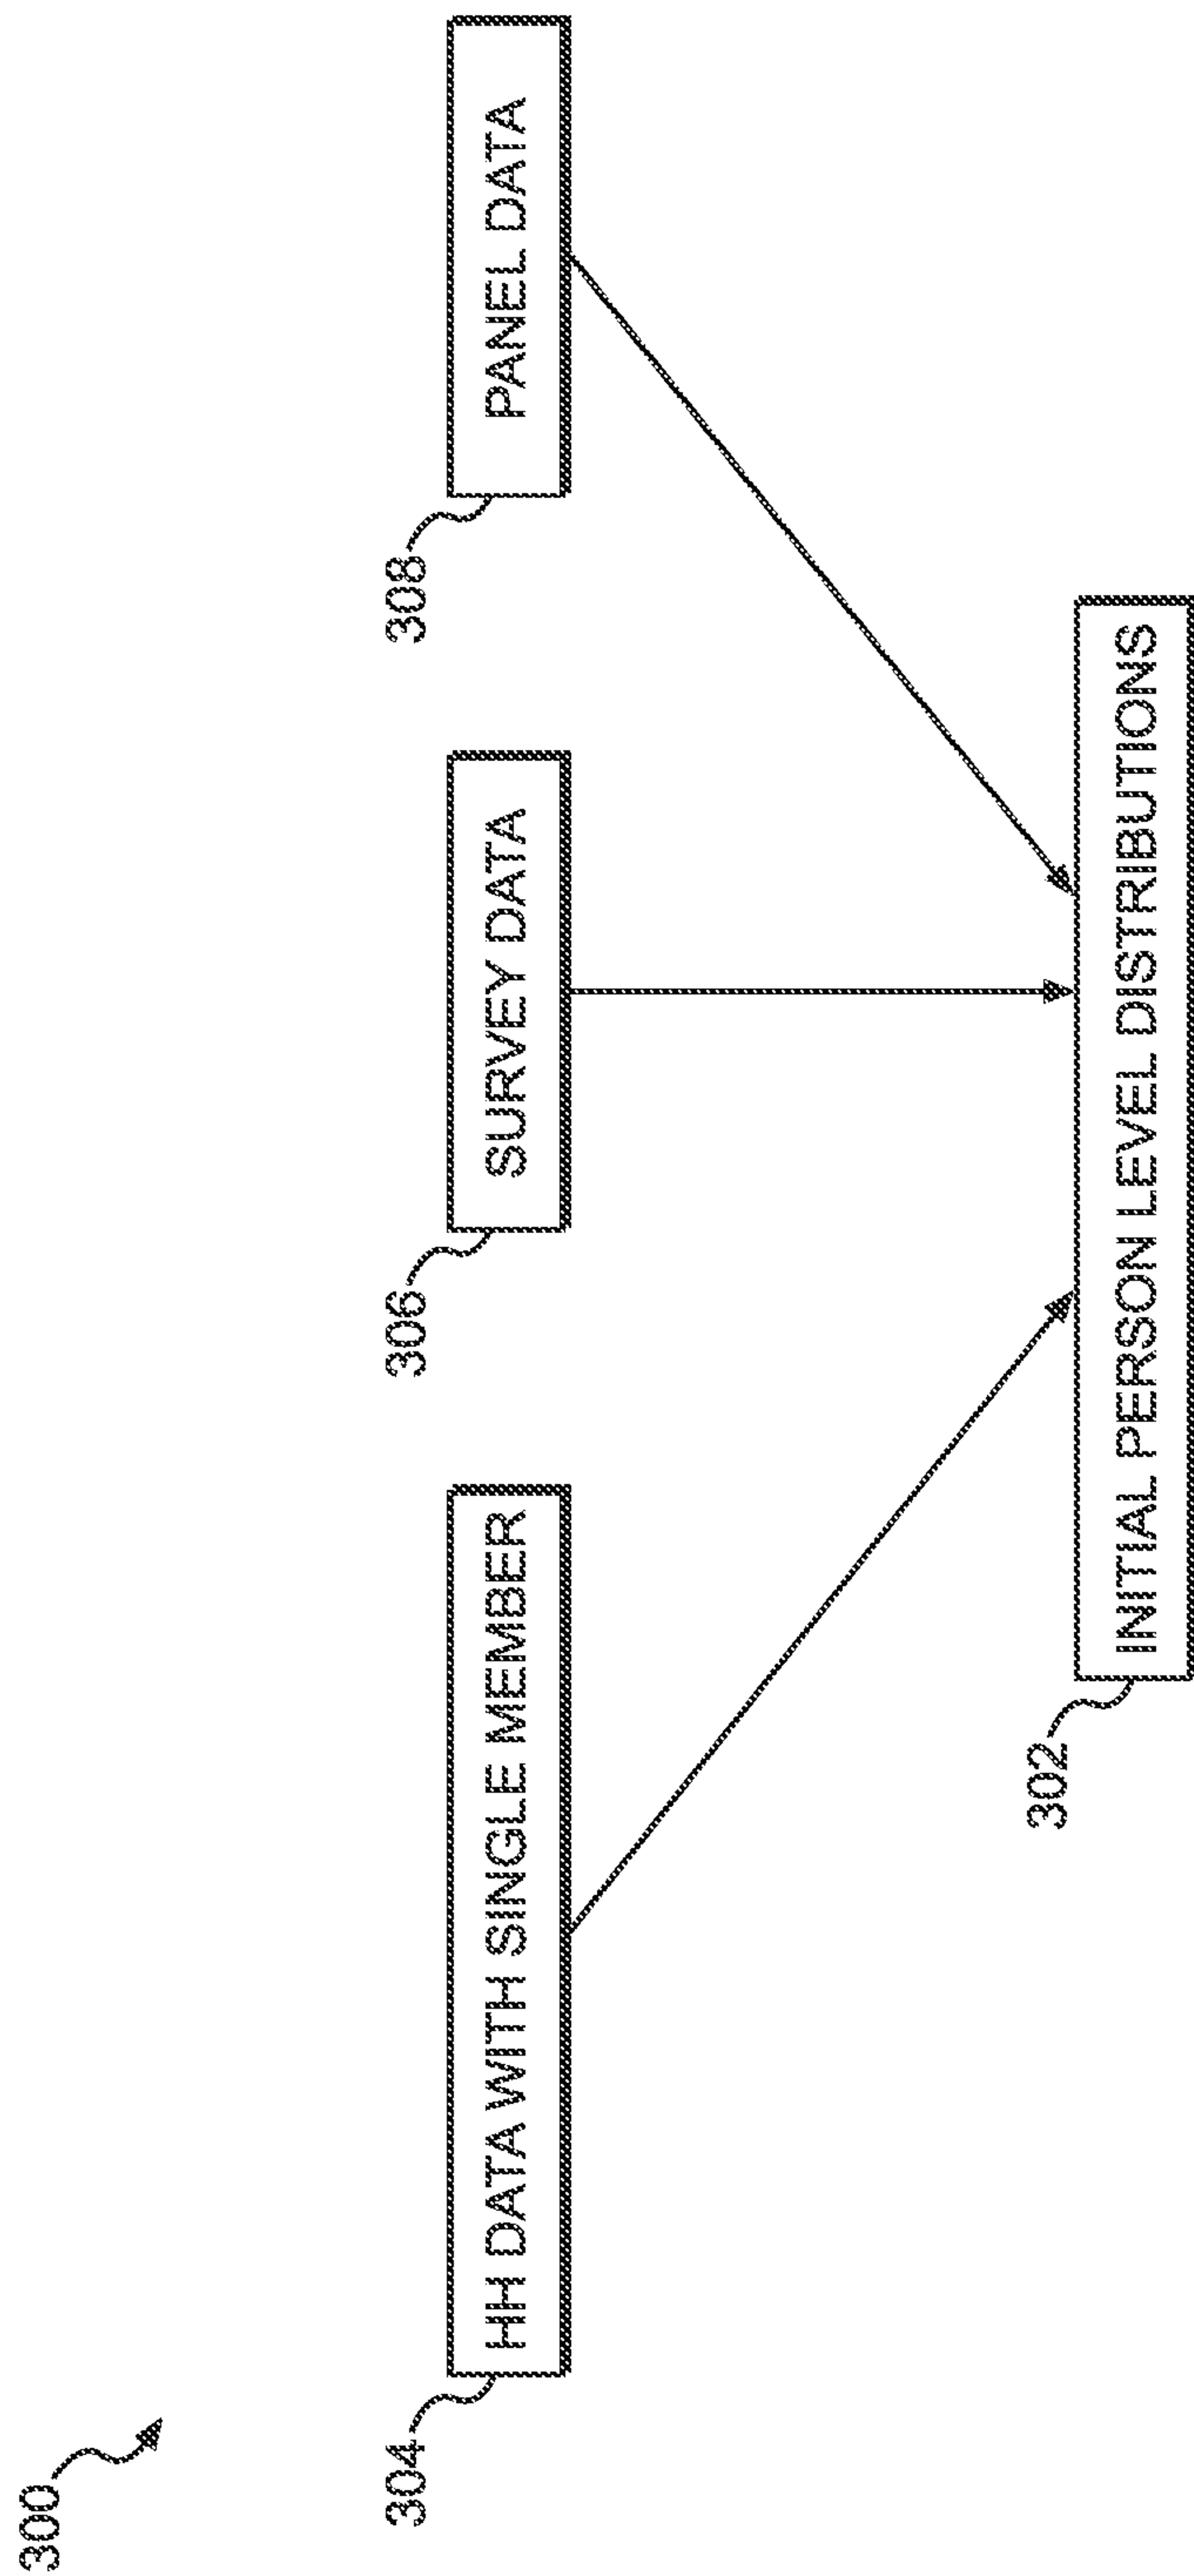 300
304
HH DATA WITH SINGLE MEMBER
306
SURVEY DATA
308
PANEL DATA
302
INITIAL PERSON LEVEL DISTRIBUTIONS